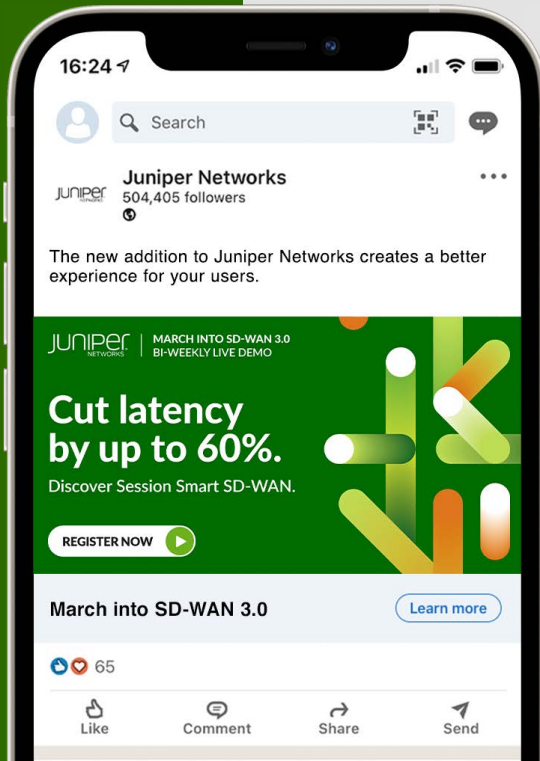 16:24
Search
Juniper Networks
JUNIPER
NETWORKS
504,405 followers
The new addition to Juniper Networks creates a better
experience for your users.
JUNIPER
NETWORKS
MARCH INTO SD-WAN 3.0
BI-WEEKLY LIVE DEMO
Cut latency
by up to 60%.
Discover Session Smart SD-WAN.
REGISTER NOW
March into SD-WAN 3.0
Learn more
65
Like
Comment
Share
Send